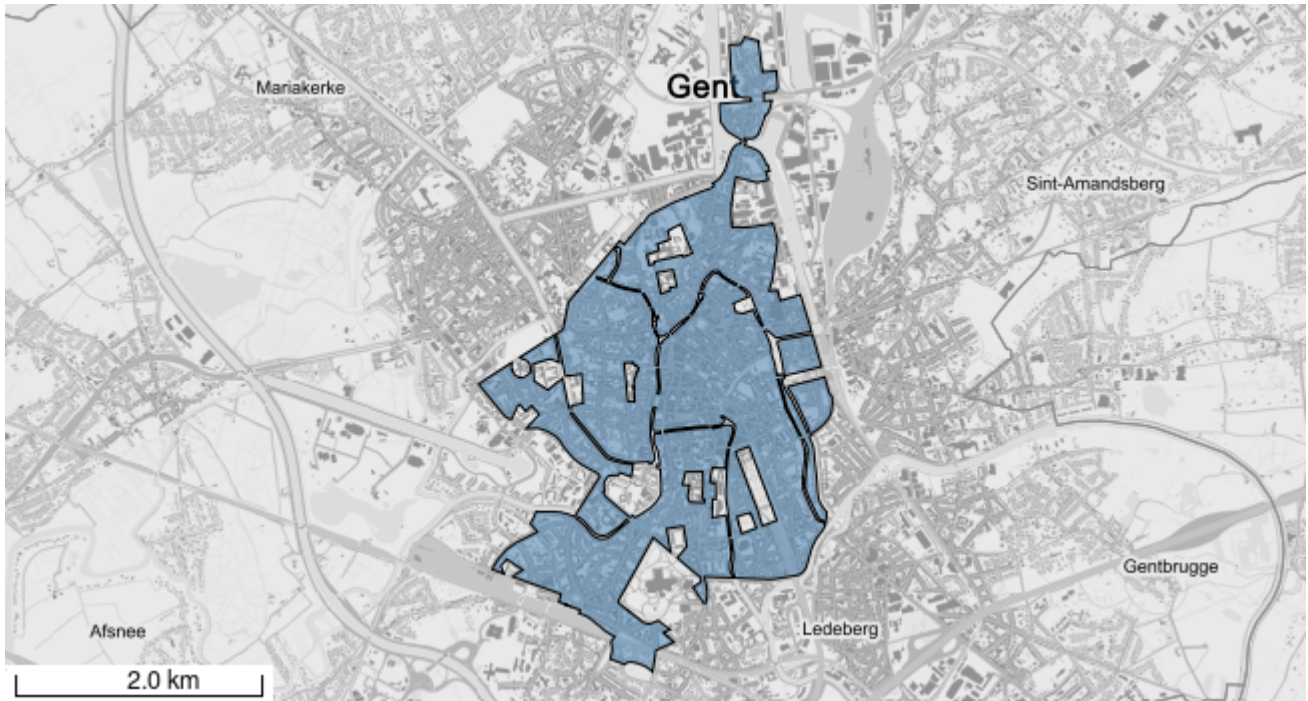 Gent
Mariakerke
Sint-Amandsberg
Gentbrugge
Afsnee
Ledeberg
2.0 km